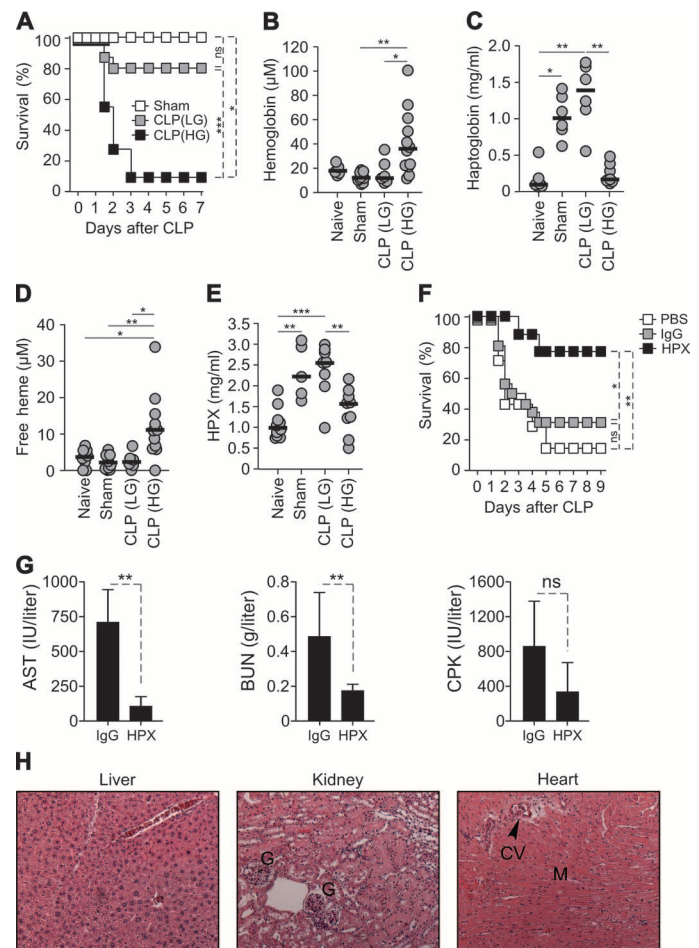 A
Survival (%)
100
80
60
40
20
0
0 1 2 3 4 5 6 7
Days after CLP
Sham
CLP(LG)
CLP(HG)
ns
***
*
B
Hemoglobin (µM)
120
100
80
60
40
20
0
**
*
Naive
Sham
CLP (LG)
CLP (HG)
C
Haptoglobin (mg/ml)
2.0
1.5
1.0
0.5
0
** **
*
Naive
Sham
CLP (LG)
CLP (HG)
D
Free heme (µM)
40
30
20
10
0
*
**
*
Naive
Sham
CLP (LG)
CLP (HG)
E
HPX (mg/ml)
3.5
3.0
2.5
2.0
1.5
1.0
0.5
0
***
** **
Naive
Sham
CLP (LG)
CLP (HG)
F
Survival (%)
100
80
60
40
20
0
0 1 2 3 4 5 6 7 8 9
Days after CLP
PBS
IgG
HPX
*
**
ns
G
AST (IU/liter)
1000
750
500
250
0
**
IgG HPX
BUN (g/liter)
0.8
0.6
0.4
0.2
0
**
IgG HPX
CPK (IU/liter)
1600
1200
800
400
0
ns
IgG HPX
H
Liver
Kidney
G
G
Heart
CV
M